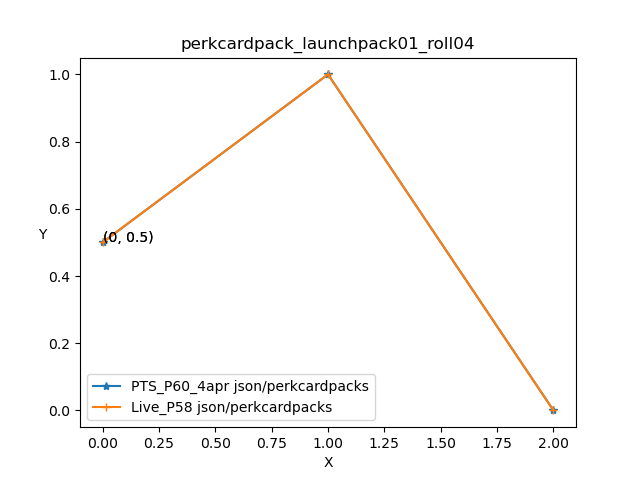 perkcardpack_launchpack01_roll04
1.0
0.8
0.6
Y
(0, 0.5)
0.4
0.2
0.0
PTS_P60_4apr json/perkcardpacks
Live_P58 json/perkcardpacks
0.00 0.25 0.50 0.75 1.00 1.25 1.50 1.75 2.00
X